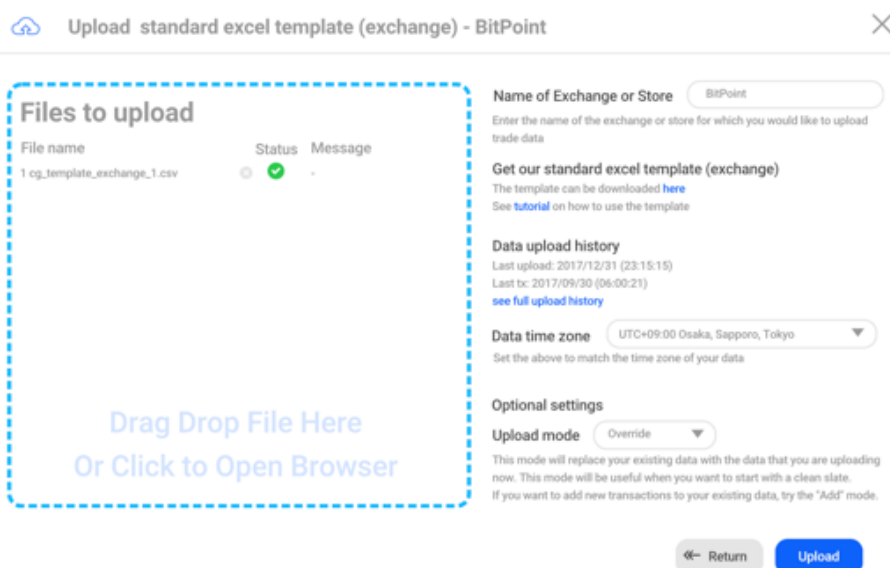 Upload standard excel template (exchange) - BitPoint
Files to upload
File name Status Message
1 cg_template_exchange_1.csv -
Drag Drop File Here
Or Click to Open Browser
Name of Exchange or Store BitPoint
Enter the name of the exchange or store for which you would like to upload
trade data
Get our standard excel template (exchange)
The template can be downloaded here
See tutorial on how to use the template
Data upload history
Last upload: 2017/12/31 (23:15:15)
Last tx: 2017/09/30 (06:00:21)
see full upload history
Data time zone UTC+09:00 Osaka, Sapporo, Tokyo
Set the above to match the time zone of your data
Optional settings
Upload mode Override
This mode will replace your existing data with the data that you are uploading
now. This mode will be useful when you want to start with a clean slate.
If you want to add new transactions to your existing data, try the "Add" mode.
Return Upload